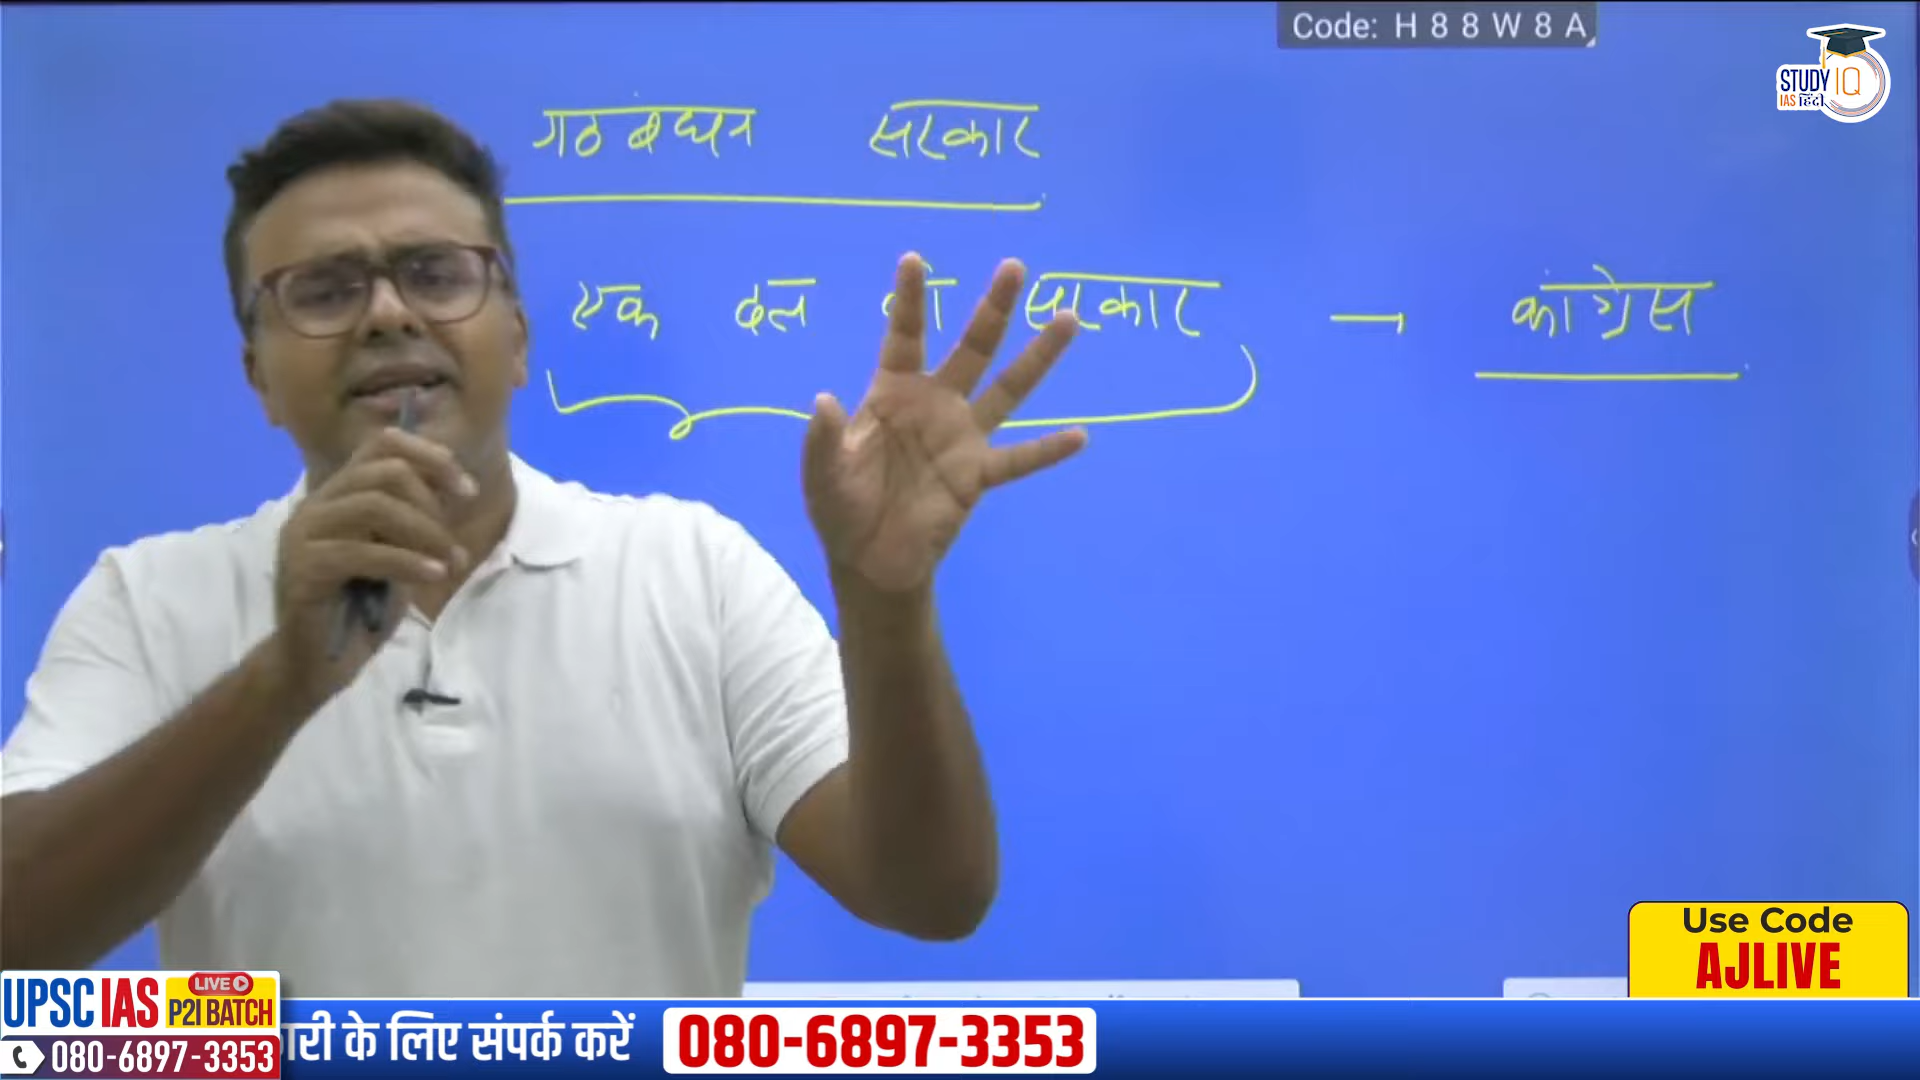 Code: H 8 8 W 8 A
STUDY IQ
IAS हिंदी
गठबंधन सरकार
एक दल की सरकार → कांग्रेस
Use Code
AJLIVE
UPSC IAS LIVE P2I BATCH
080-6897-3353
के लिए संपर्क करें 080-6897-3353